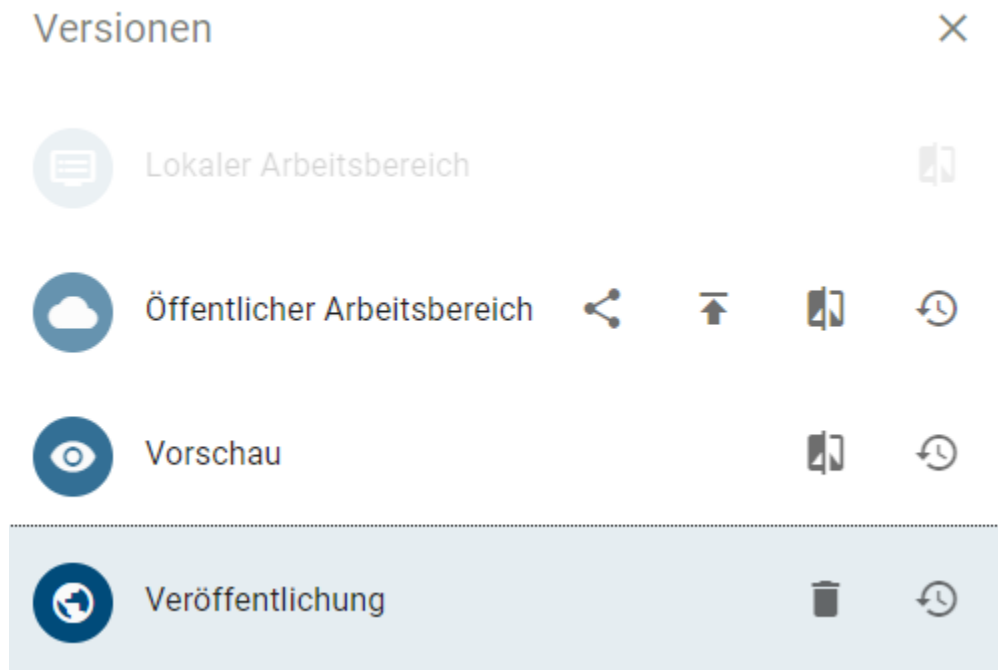 Versionen
Lokaler Arbeitsbereich
Öffentlicher Arbeitsbereich
Vorschau
Veröffentlichung